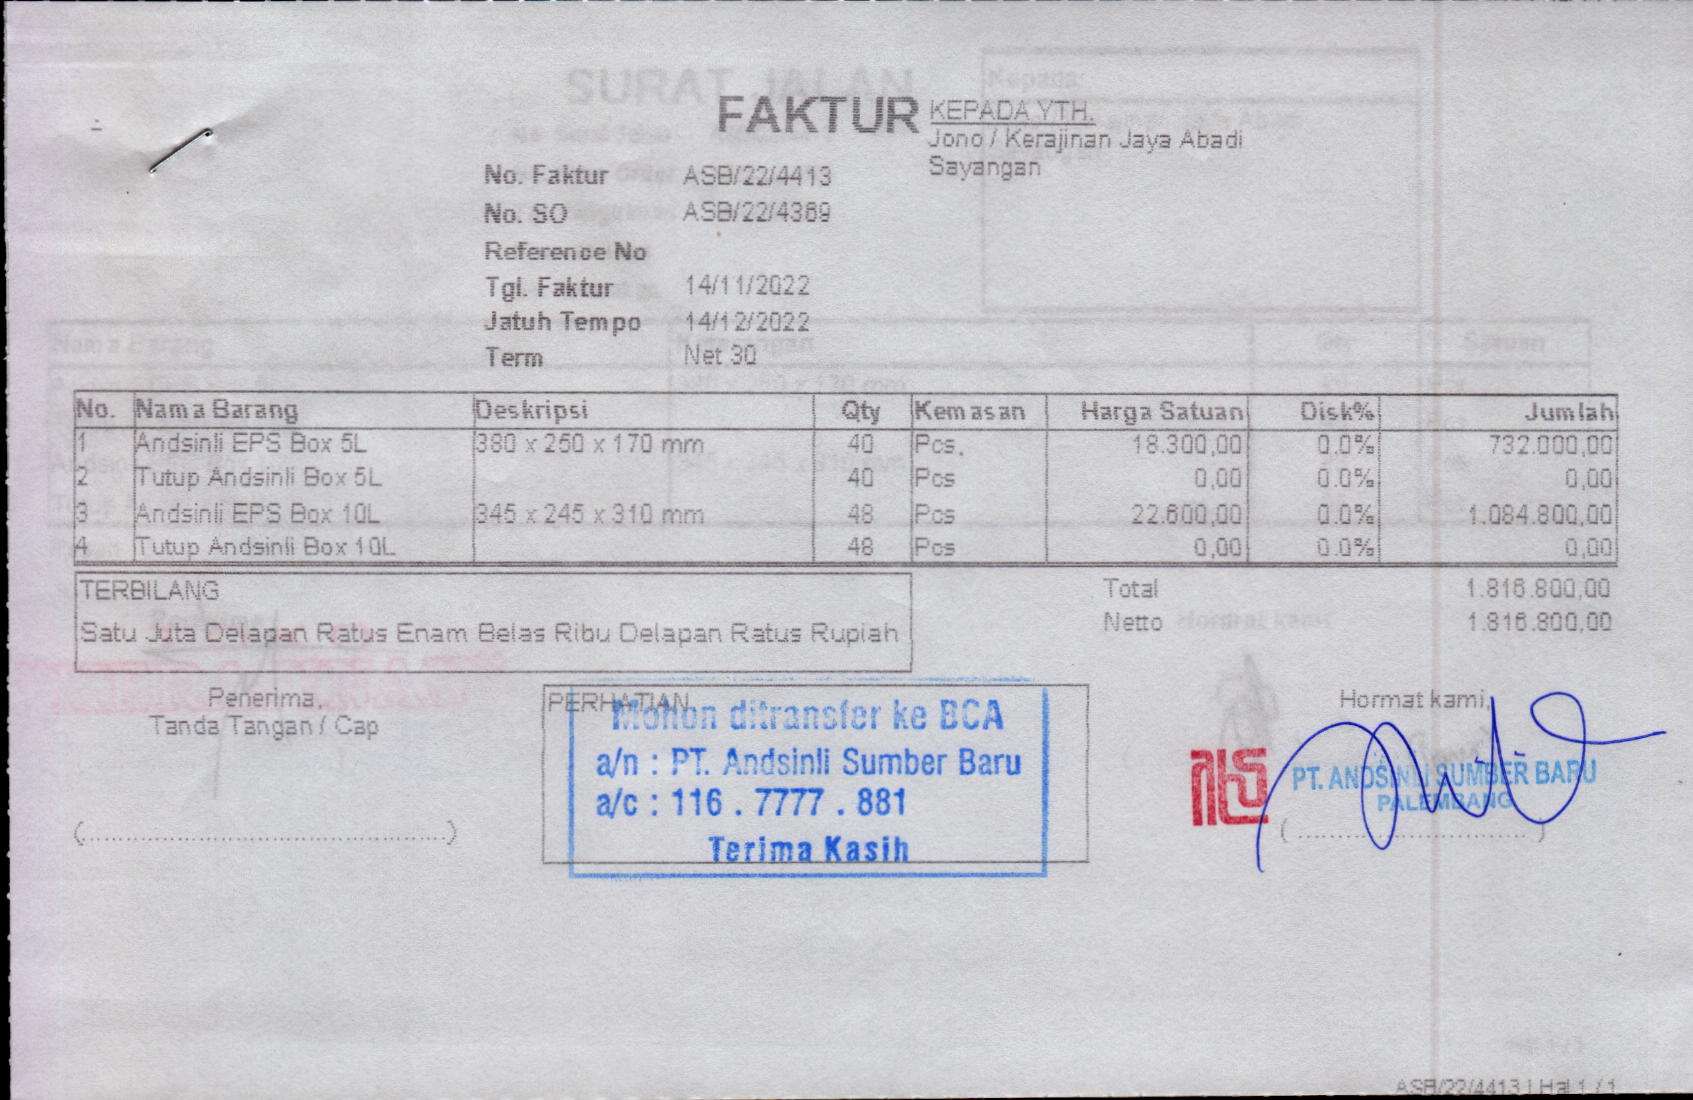 FAKTUR
KEPADA YTH.
Jono / Kerajinan Jaya Abadi
Sayangan
No. Faktur ASB/22/4413
No. SO ASB/22/4369
Reference No
Tgl. Faktur 14/11/2022
Jatuh Tempo 14/12/2022
Term Net 30
No. Nama Barang Deskripsi Qty Kemasan Harga Satuan Disk% Jumlah
1 Andsinli EPS Box 5L 380 x 250 x 170 mm 40 Pcs. 18.300,00 0.0% 732.000,00
2 Tutup Andsinli Box 5L 40 Pcs 0,00 0.0% 0,00
3 Andsinli EPS Box 10L 345 x 245 x 310 mm 48 Pcs 22.600,00 0.0% 1.084.800,00
4 Tutup Andsinli Box 10L 48 Pcs 0,00 0.0% 0,00
TERBILANG
Satu Juta Delapan Ratus Enam Belas Ribu Delapan Ratus Rupiah
Total 1.816.800,00
Netto 1.816.800,00
Penerima,
Tanda Tangan / Cap
PERHATIAN
Mohon ditransfer ke BCA
a/n : PT. Andsinli Sumber Baru
a/c : 116 . 7777 . 881
Terima Kasih
Hormat kami,
PT. ANDSINLI SUMBER BARU
PALEMBANG
ASB/22/4413 | Hal 1 / 1